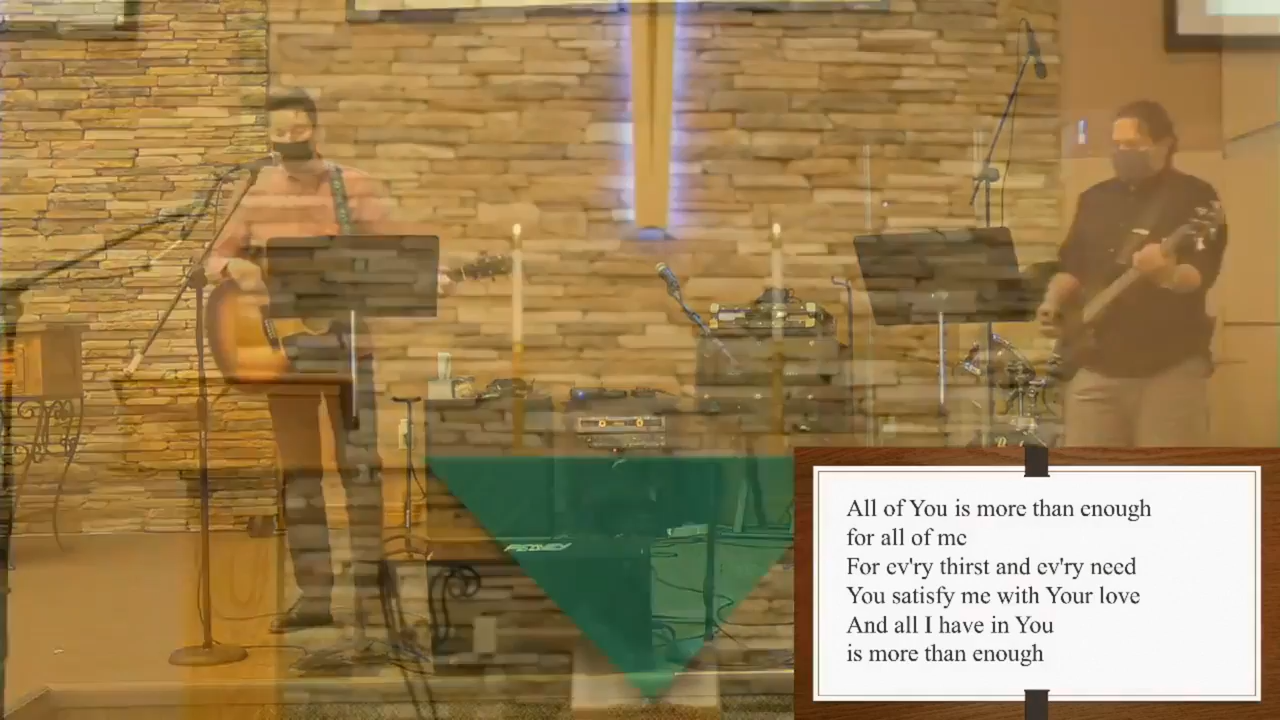 All of You is more than enough
for all of me
For ev'ry thirst and ev'ry need
You satisfy me with Your love
And all I have in You
is more than enough
PEAVEY